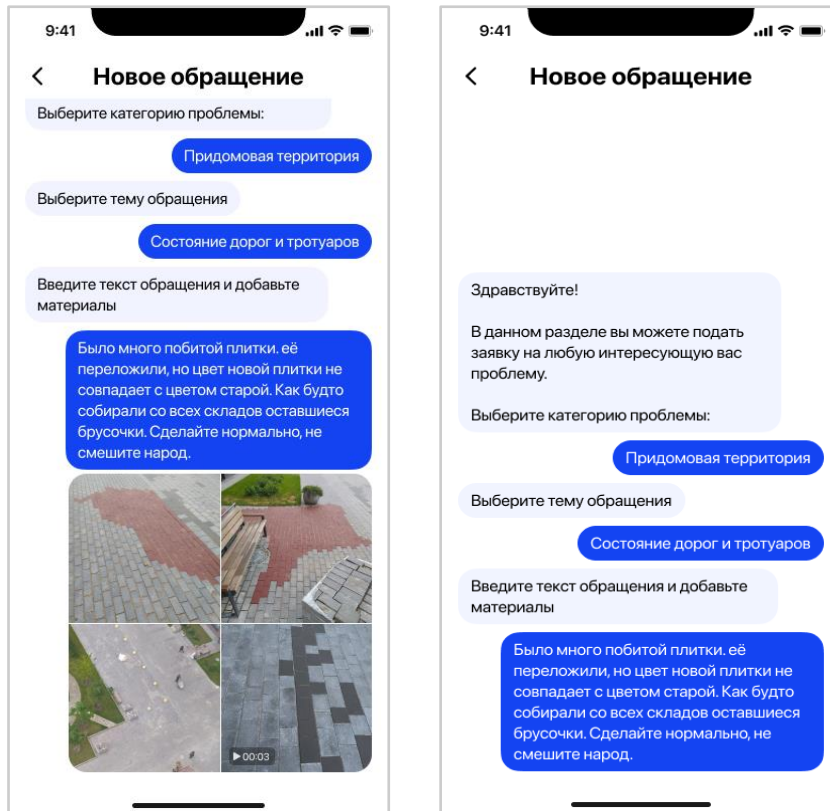 9:41
Новое обращение
Выберите категорию проблемы:
Придомовая территория
Выберите тему обращения
Состояние дорог и тротуаров
Введите текст обращения и добавьте
материалы
Было много побитой плитки. её
переложили, но цвет новой плитки не
совпадает с цветом старой. Как будто
собирали со всех складов оставшиеся
брусочки. Сделайте нормально, не
смешите народ.
00:03
9:41
Новое обращение
Здравствуйте!
В данном разделе вы можете подать
заявку на любую интересующую вас
проблему.
Выберите категорию проблемы:
Придомовая территория
Выберите тему обращения
Состояние дорог и тротуаров
Введите текст обращения и добавьте
материалы
Было много побитой плитки. её
переложили, но цвет новой плитки не
совпадает с цветом старой. Как будто
собирали со всех складов оставшиеся
брусочки. Сделайте нормально, не
смешите народ.